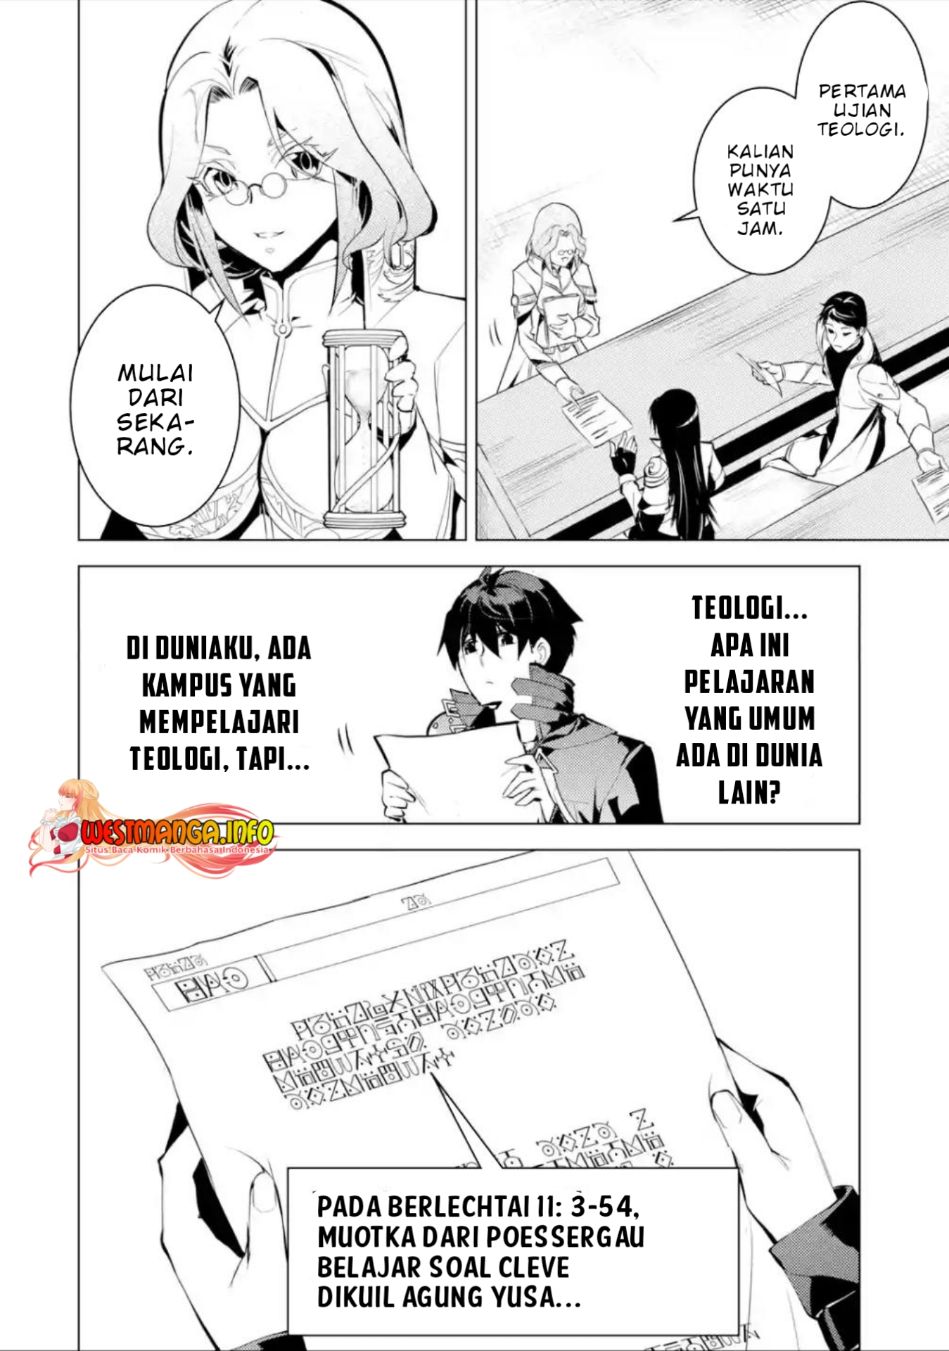 PERTAMA
UJIAN
TEOLOGI.
KALIAN
PUNYA
WAKTU
SATU
JAM.
MULAI
DARI
SEKA-
RANG.
TEOLOGI...
APA INI
PELAJARAN
YANG UMUM
ADA DI DUNIA
LAIN?
DI DUNIAKU, ADA
KAMPUS YANG
MEMPELAJARI
TEOLOGI, TAPI...
WESTMANGA.INFO
Situs Baca Komik Berbahasa Indonesia
PADA BERLECHTAI 11: 3-54,
MUOTKA DARI POESSERGAU
BELAJAR SOAL CLEVE
DIKUIL AGUNG YUSA...